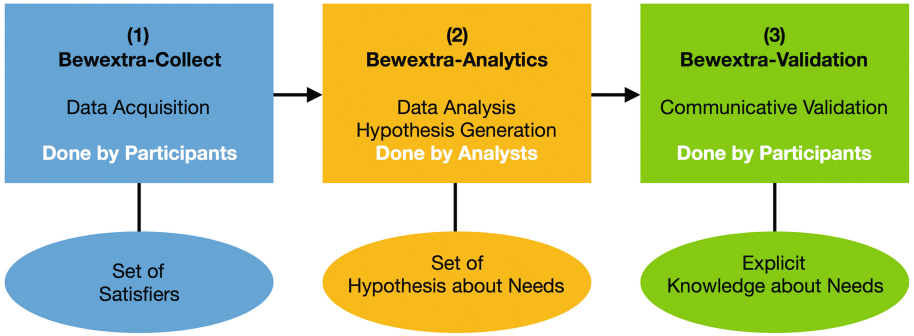 (1)
Bewextra-Collect
Data Acquisition
Done by Participants
(2)
Bewextra-Analytics
Data Analysis
Hypothesis Generation
Done by Analysts
(3)
Bewextra-Validation
Communicative Validation
Done by Participants
Set of
Satisfiers
Set of
Hypothesis about Needs
Explicit
Knowledge about Needs